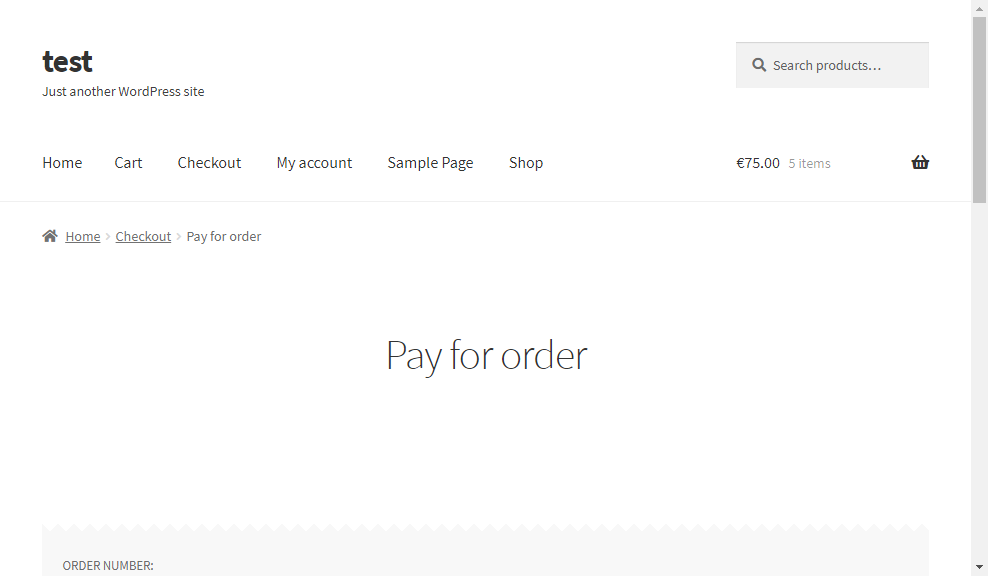 test
Just another WordPress site
Search products…
Home Cart Checkout My account Sample Page Shop
€75.00 5 items
Home Checkout Pay for order
Pay for order
ORDER NUMBER: